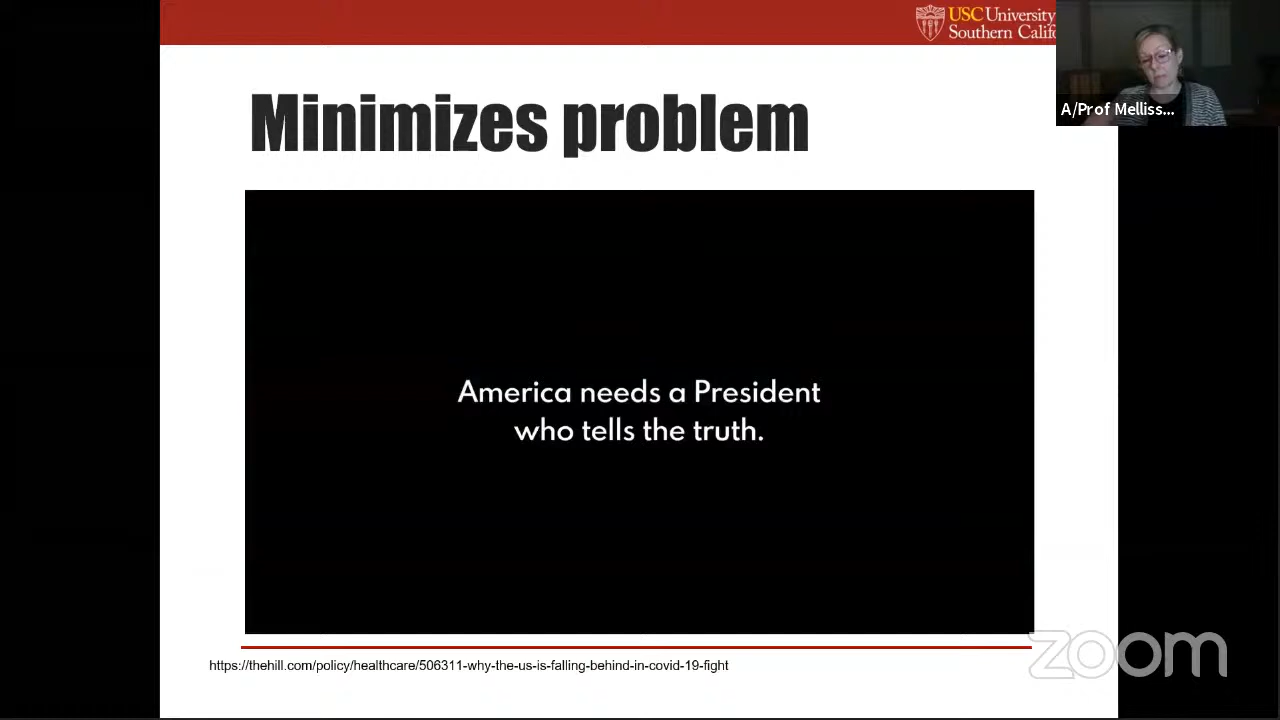 USC University
Southern Califo
A/Prof Melliss...
Minimizes problem
America needs a President
who tells the truth.
https://thehill.com/policy/healthcare/506311-why-the-us-is-falling-behind-in-covid-19-fight
zoom